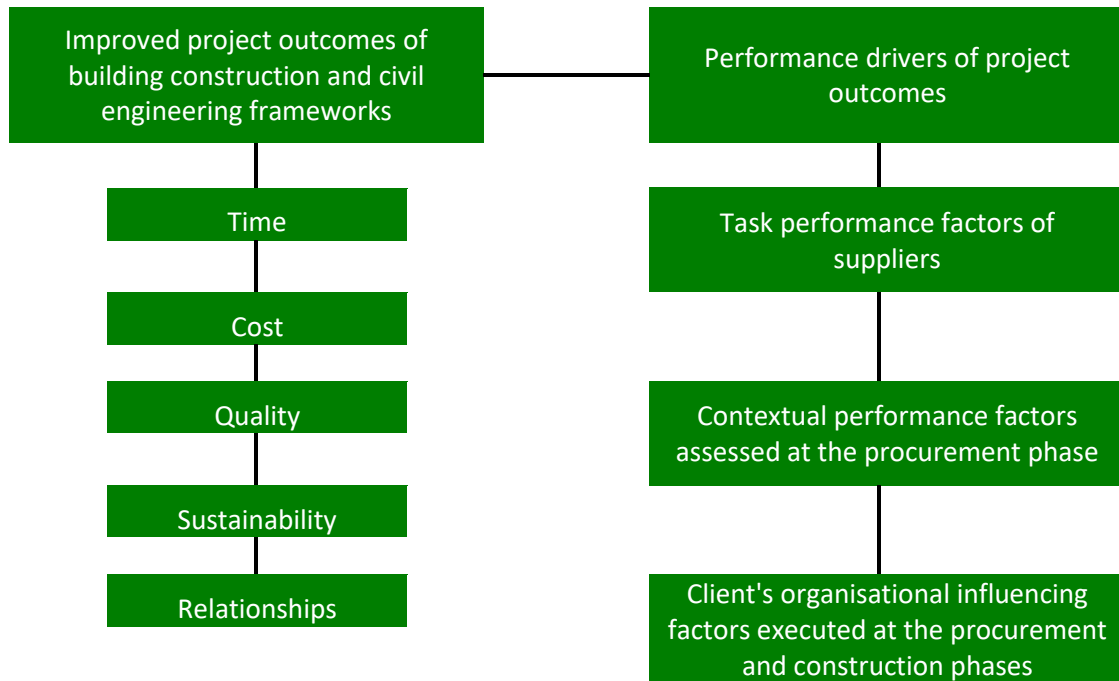 Improved project outcomes of
building construction and civil
engineering frameworks
Time
Cost
Quality
Sustainability
Relationships
Performance drivers of project
outcomes
Task performance factors of
suppliers
Contextual performance factors
assessed at the procurement phase
Client's organisational influencing
factors executed at the procurement
and construction phases